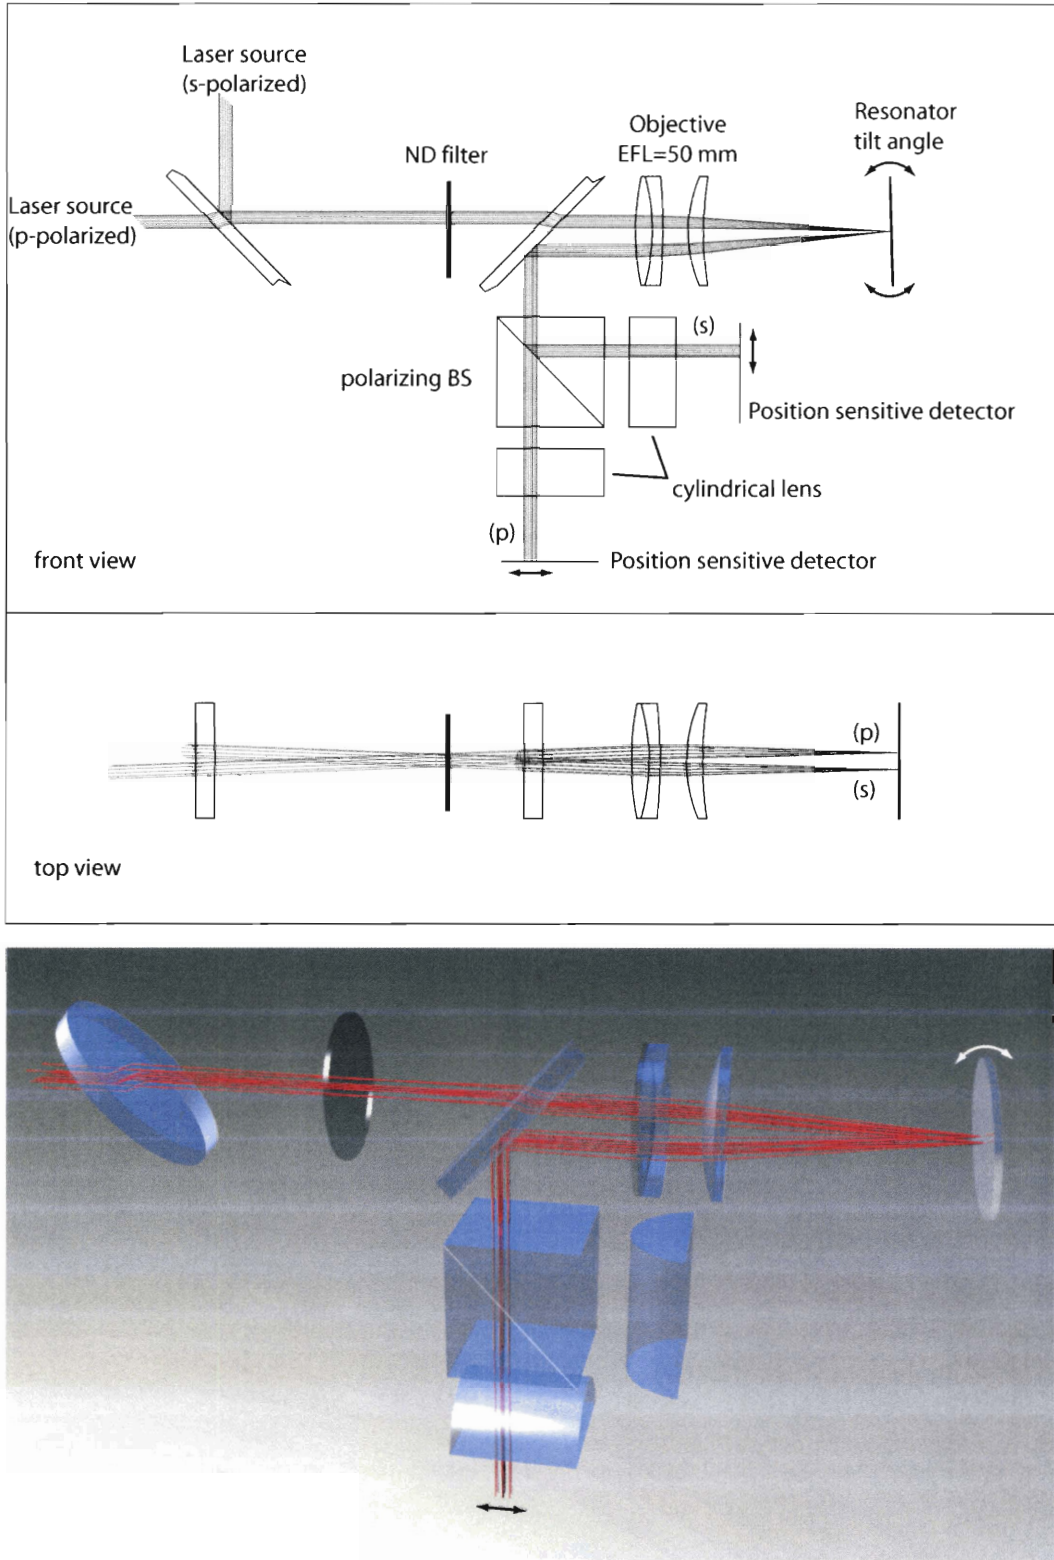 Laser source
(s-polarized)
ND filter
Objective
EFL=50 mm
Resonator
tilt angle
Laser source
(p-polarized)
(s)
polarizing BS
Position sensitive detector
cylindrical lens
(p)
front view
Position sensitive detector
(p)
(s)
top view